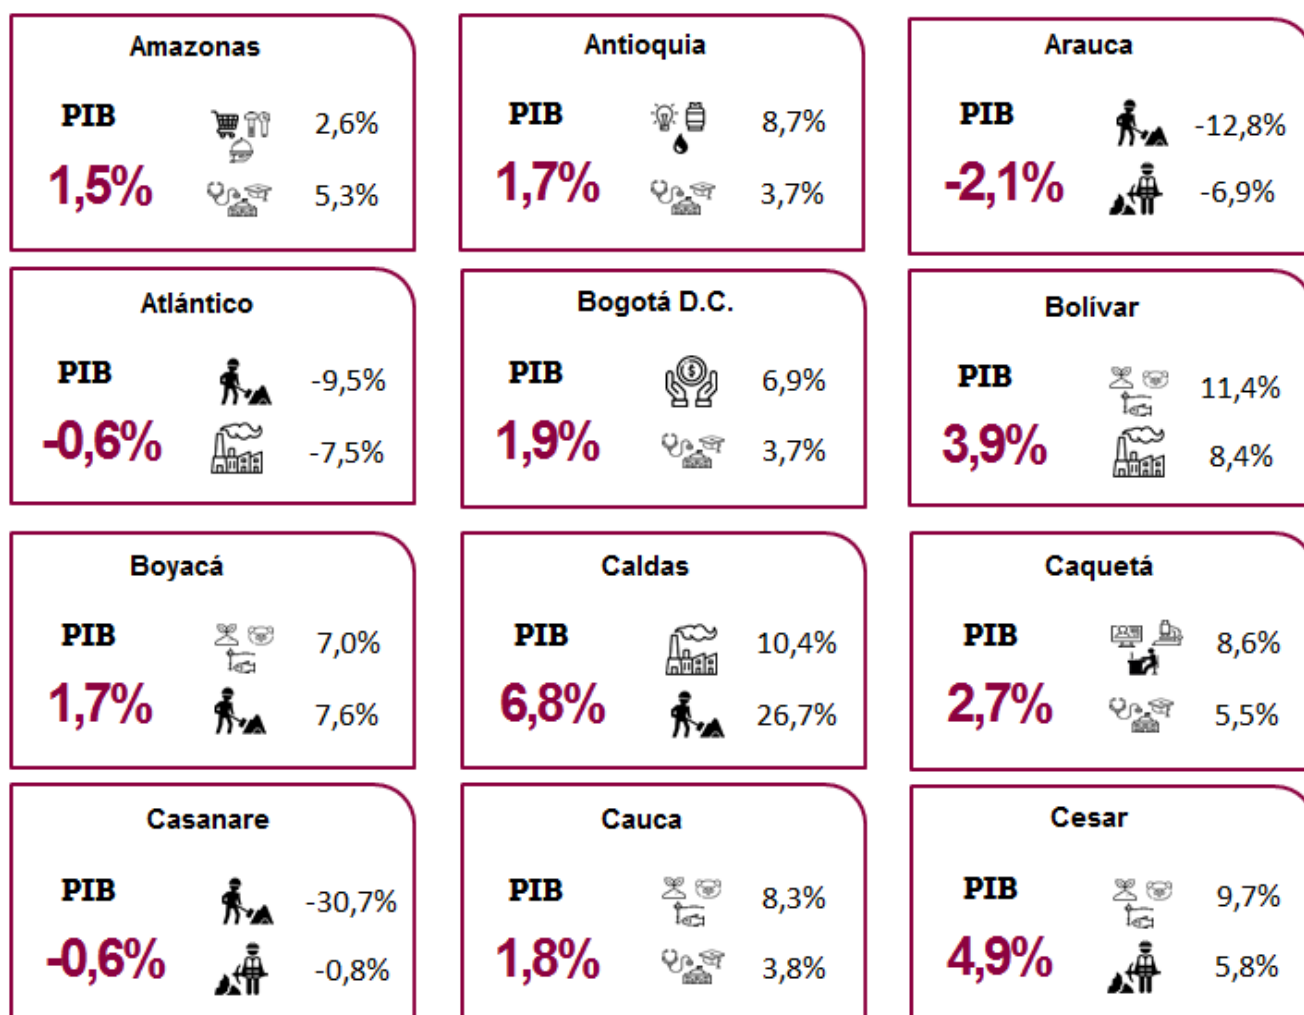 Amazonas
PIB
2,6%
1,5%
5,3%
Antioquia
PIB
8,7%
1,7%
3,7%
Arauca
PIB
-12,8%
-2,1%
-6,9%
Atlántico
PIB
-9,5%
-0,6%
-7,5%
Bogotá D.C.
PIB
6,9%
1,9%
3,7%
Bolívar
PIB
11,4%
3,9%
8,4%
Boyacá
PIB
7,0%
1,7%
7,6%
Caldas
PIB
10,4%
6,8%
26,7%
Caquetá
PIB
8,6%
2,7%
5,5%
Casanare
PIB
-30,7%
-0,6%
-0,8%
Cauca
PIB
8,3%
1,8%
3,8%
Cesar
PIB
9,7%
4,9%
5,8%